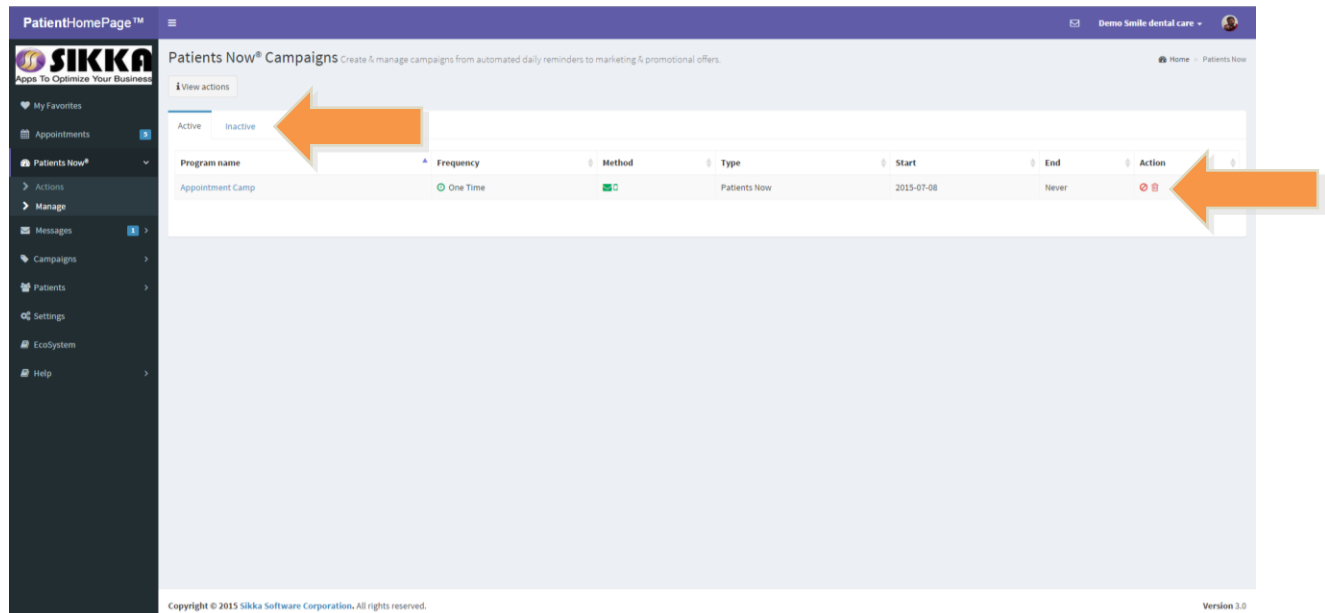 PatientHomePage™
Demo Smile dental care
SIKKA
Apps To Optimize Your Business
Patients Now® Campaigns Create & manage campaigns from automated daily reminders to marketing & promotional offers.
Home > Patients Now
i View actions
My Favorites
Active Inactive
Appointments 3
Patients Now®
Program name Frequency Method Type Start End Action
Actions
Appointment Camp One Time Patients Now 2015-07-08 Never
Manage
Messages 1
Campaigns
Patients
Settings
EcoSystem
Help
Copyright © 2015 Sikka Software Corporation. All rights reserved. Version 3.0